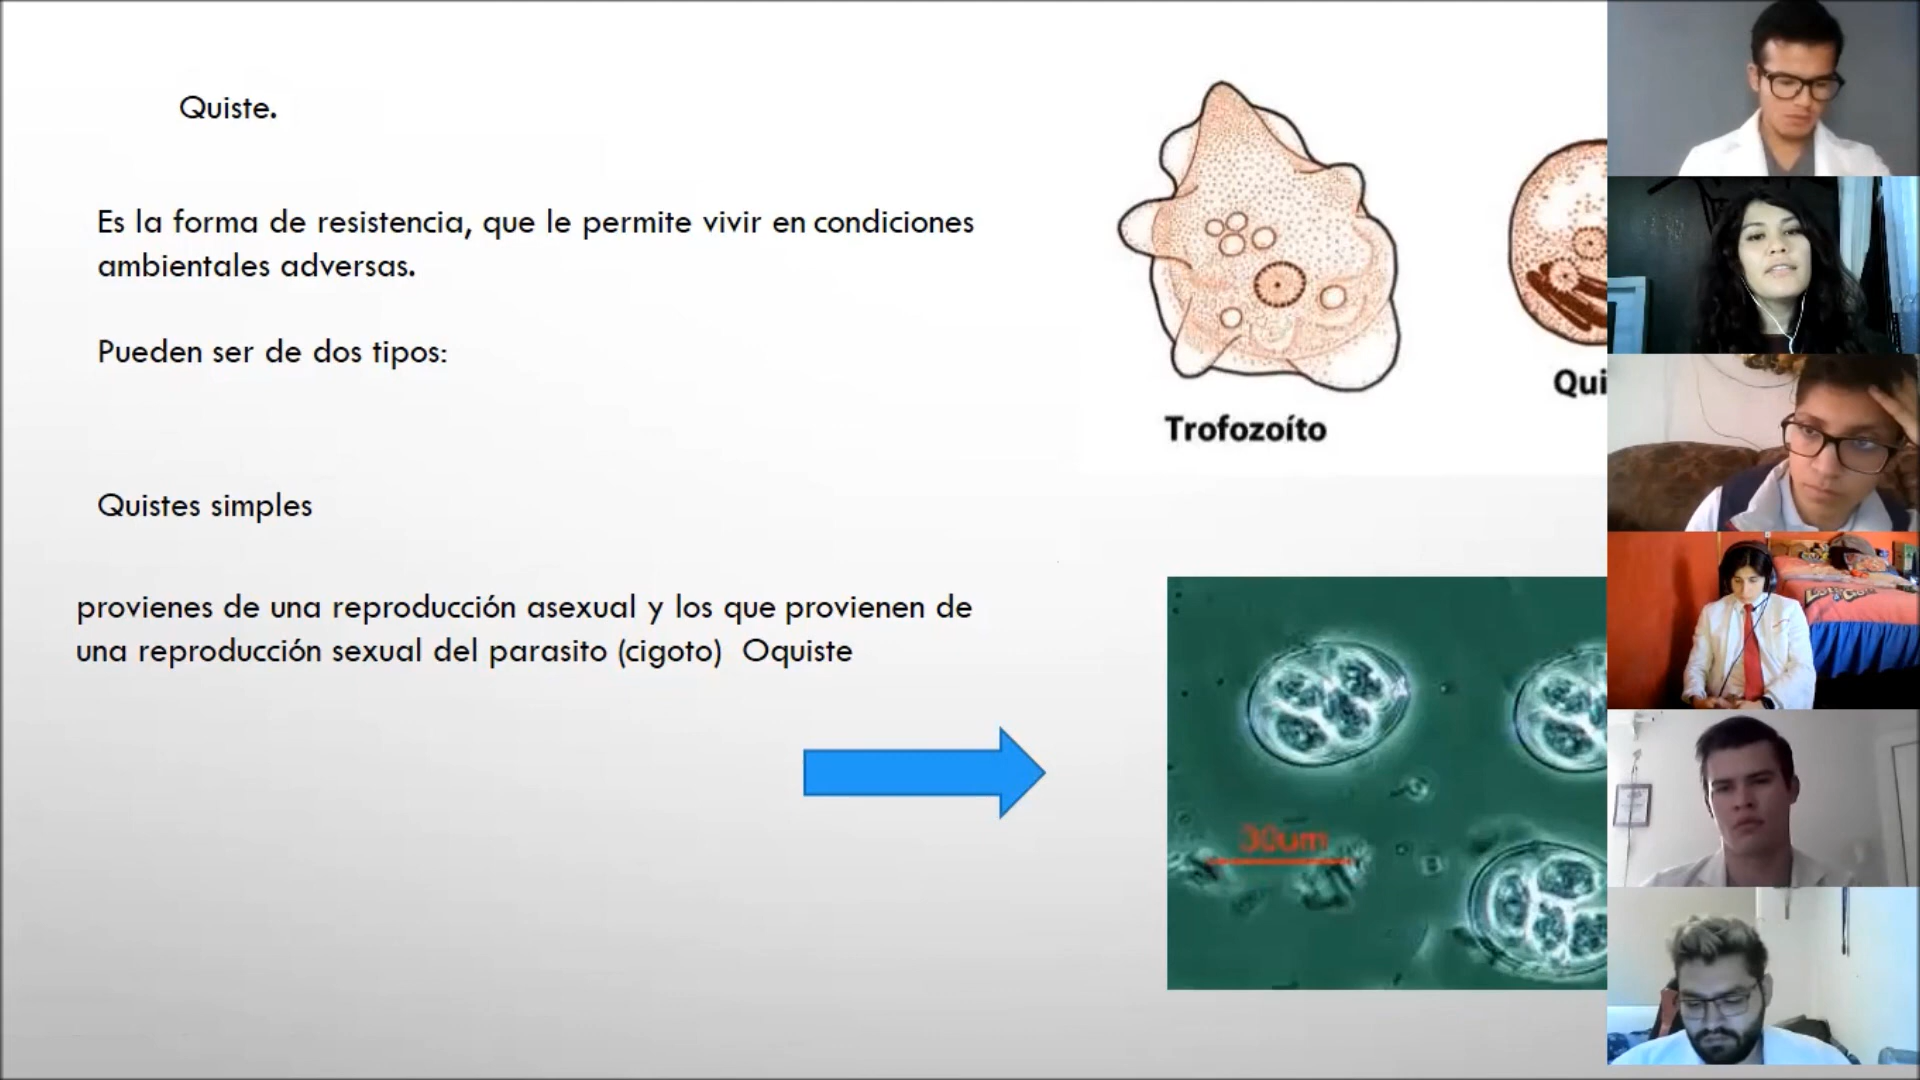 Quiste.
Es la forma de resistencia, que le permite vivir en condiciones
ambientales adversas.
Pueden ser de dos tipos:
Quistes simples
provienes de una reproducción asexual y los que provienen de
una reproducción sexual del parasito (cigoto) Oquiste
Trofozoíto
Qui
30um